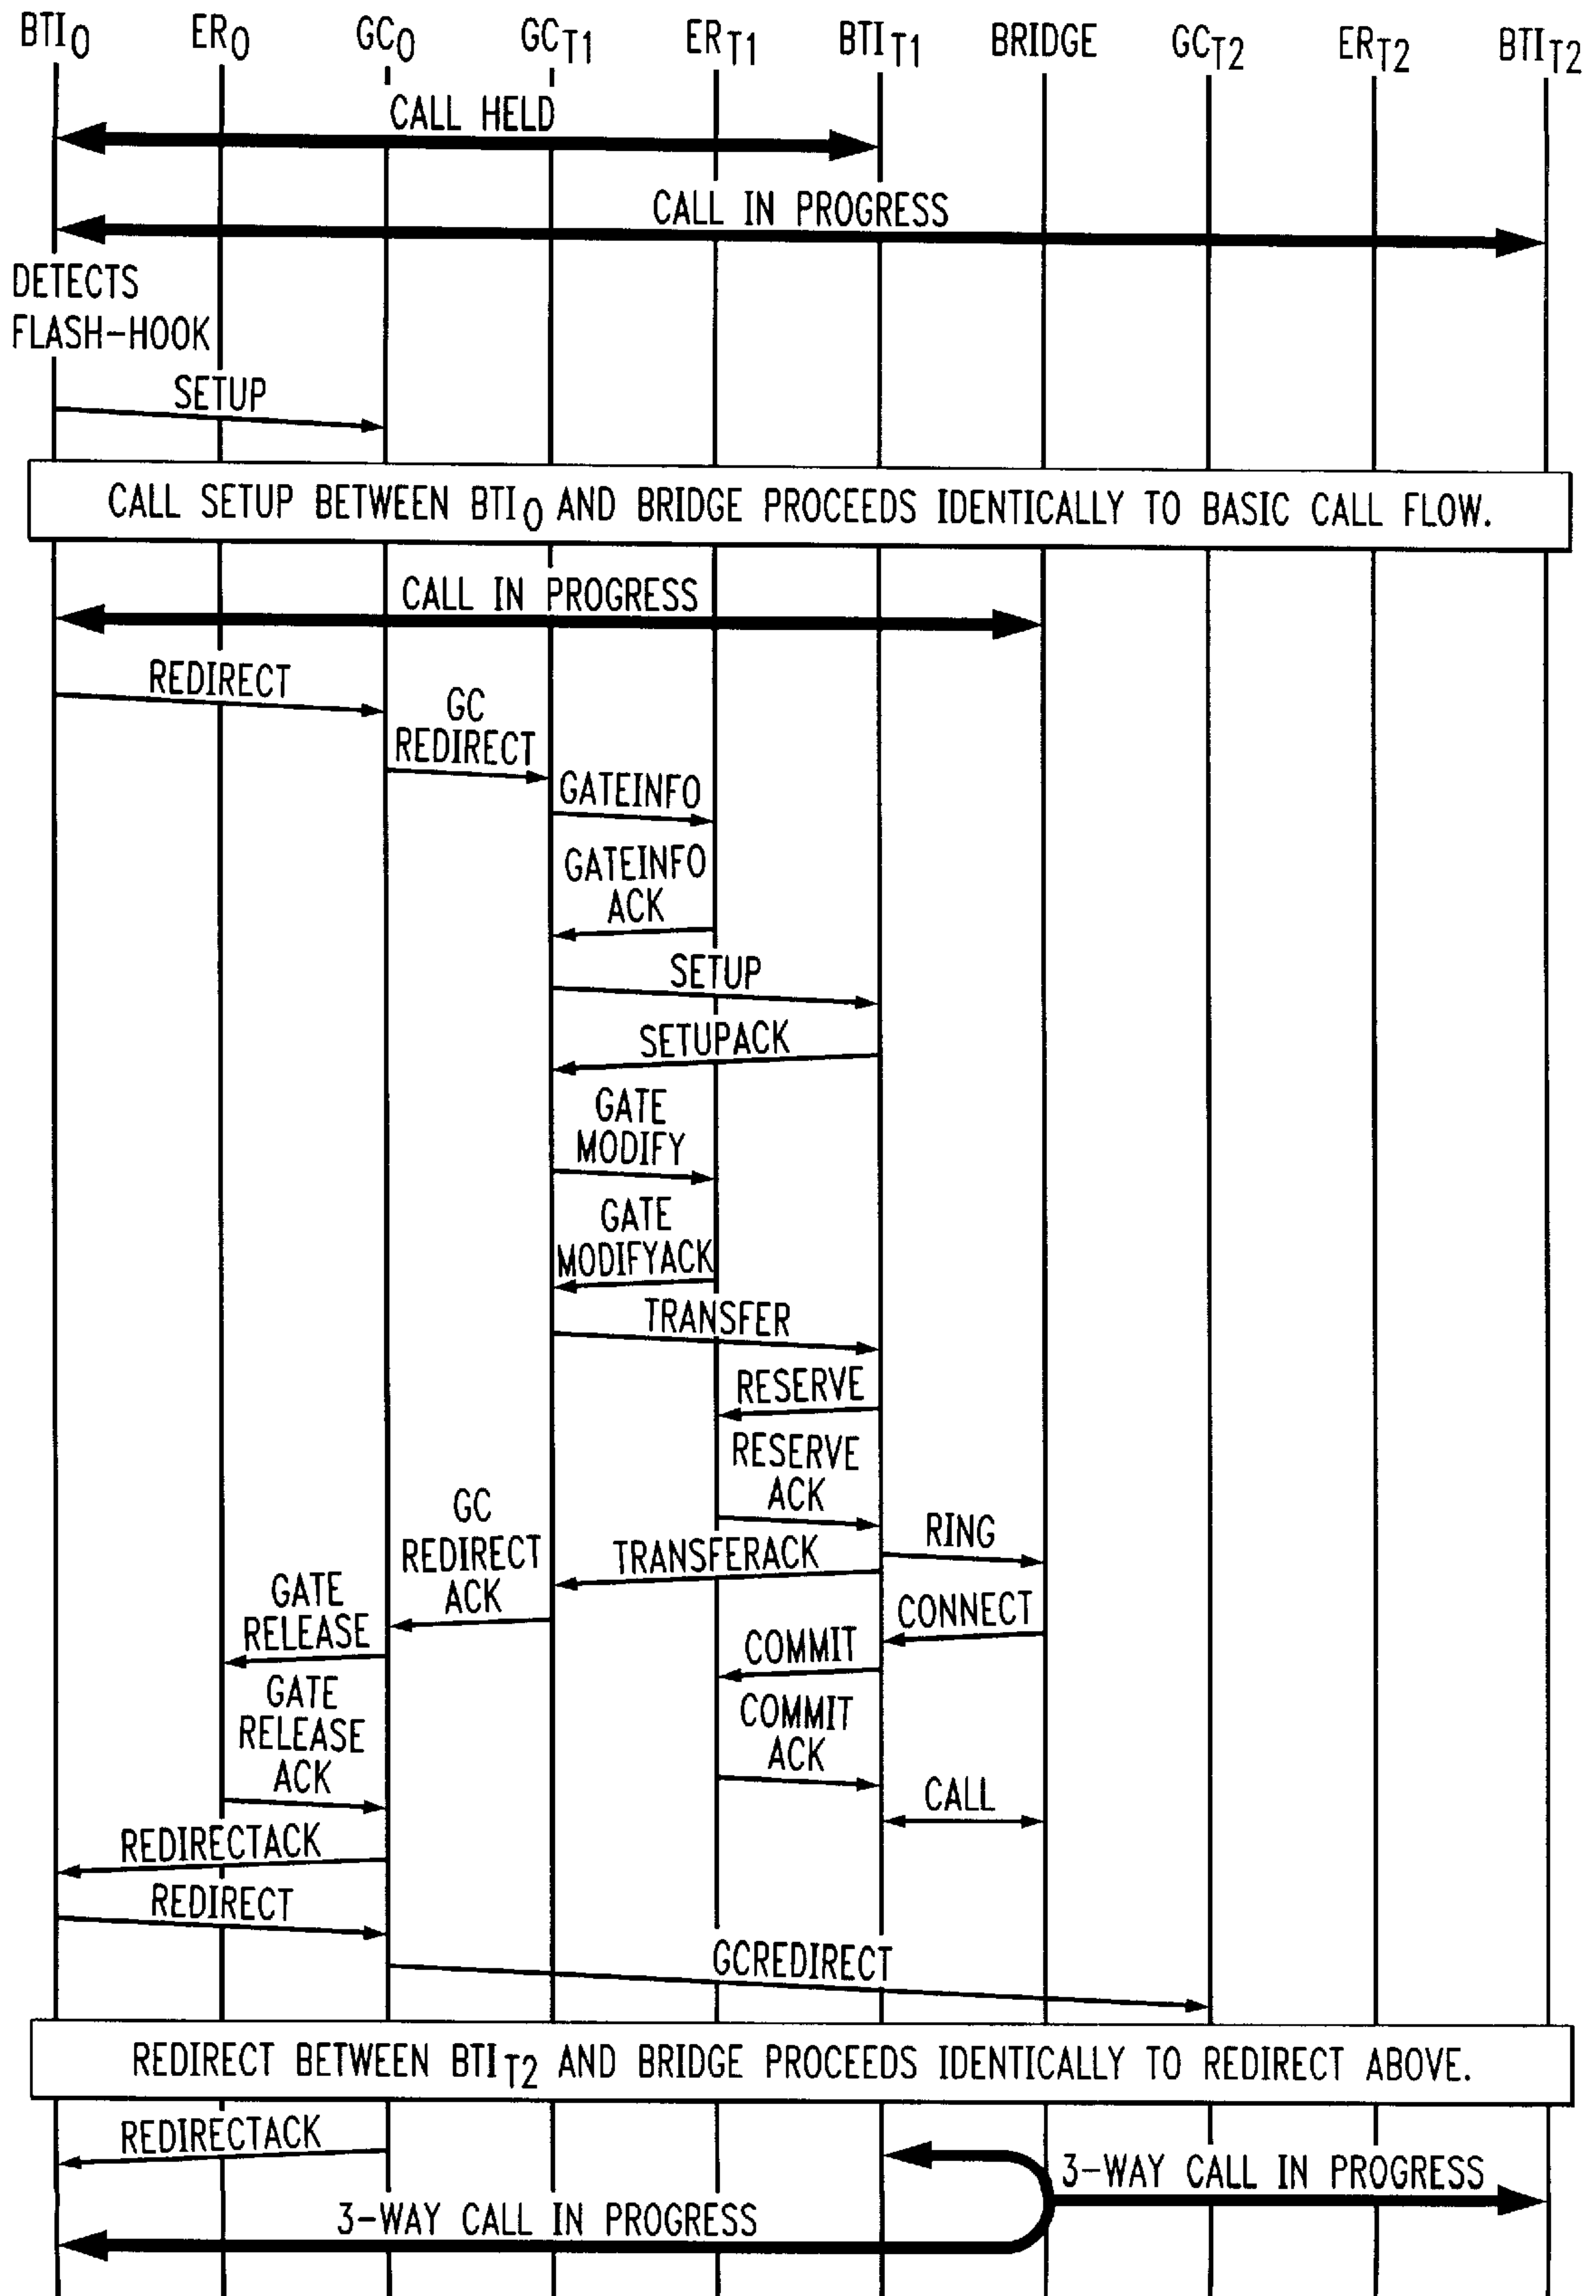 BTIO ERO GCO GCT1 ERT1 BTIT1 BRIDGE GCT2 ERT2 BTIT2
CALL HELD
CALL IN PROGRESS
DETECTS
FLASH-HOOK
SETUP
CALL SETUP BETWEEN BTIO AND BRIDGE PROCEEDS IDENTICALLY TO BASIC CALL FLOW.
CALL IN PROGRESS
REDIRECT
GC
REDIRECT
GATEINFO
GATEINFO
ACK
SETUP
SETUPACK
GATE
MODIFY
GATE
MODIFYACK
TRANSFER
RESERVE
RESERVE
ACK
RING
TRANSFERACK
GC
REDIRECT
ACK
CONNECT
GATE
RELEASE
COMMIT
GATE
RELEASE
ACK
COMMIT
ACK
CALL
REDIRECTACK
REDIRECT
GCREDIRECT
REDIRECT BETWEEN BTIT2 AND BRIDGE PROCEEDS IDENTICALLY TO REDIRECT ABOVE.
REDIRECTACK
3-WAY CALL IN PROGRESS
3-WAY CALL IN PROGRESS